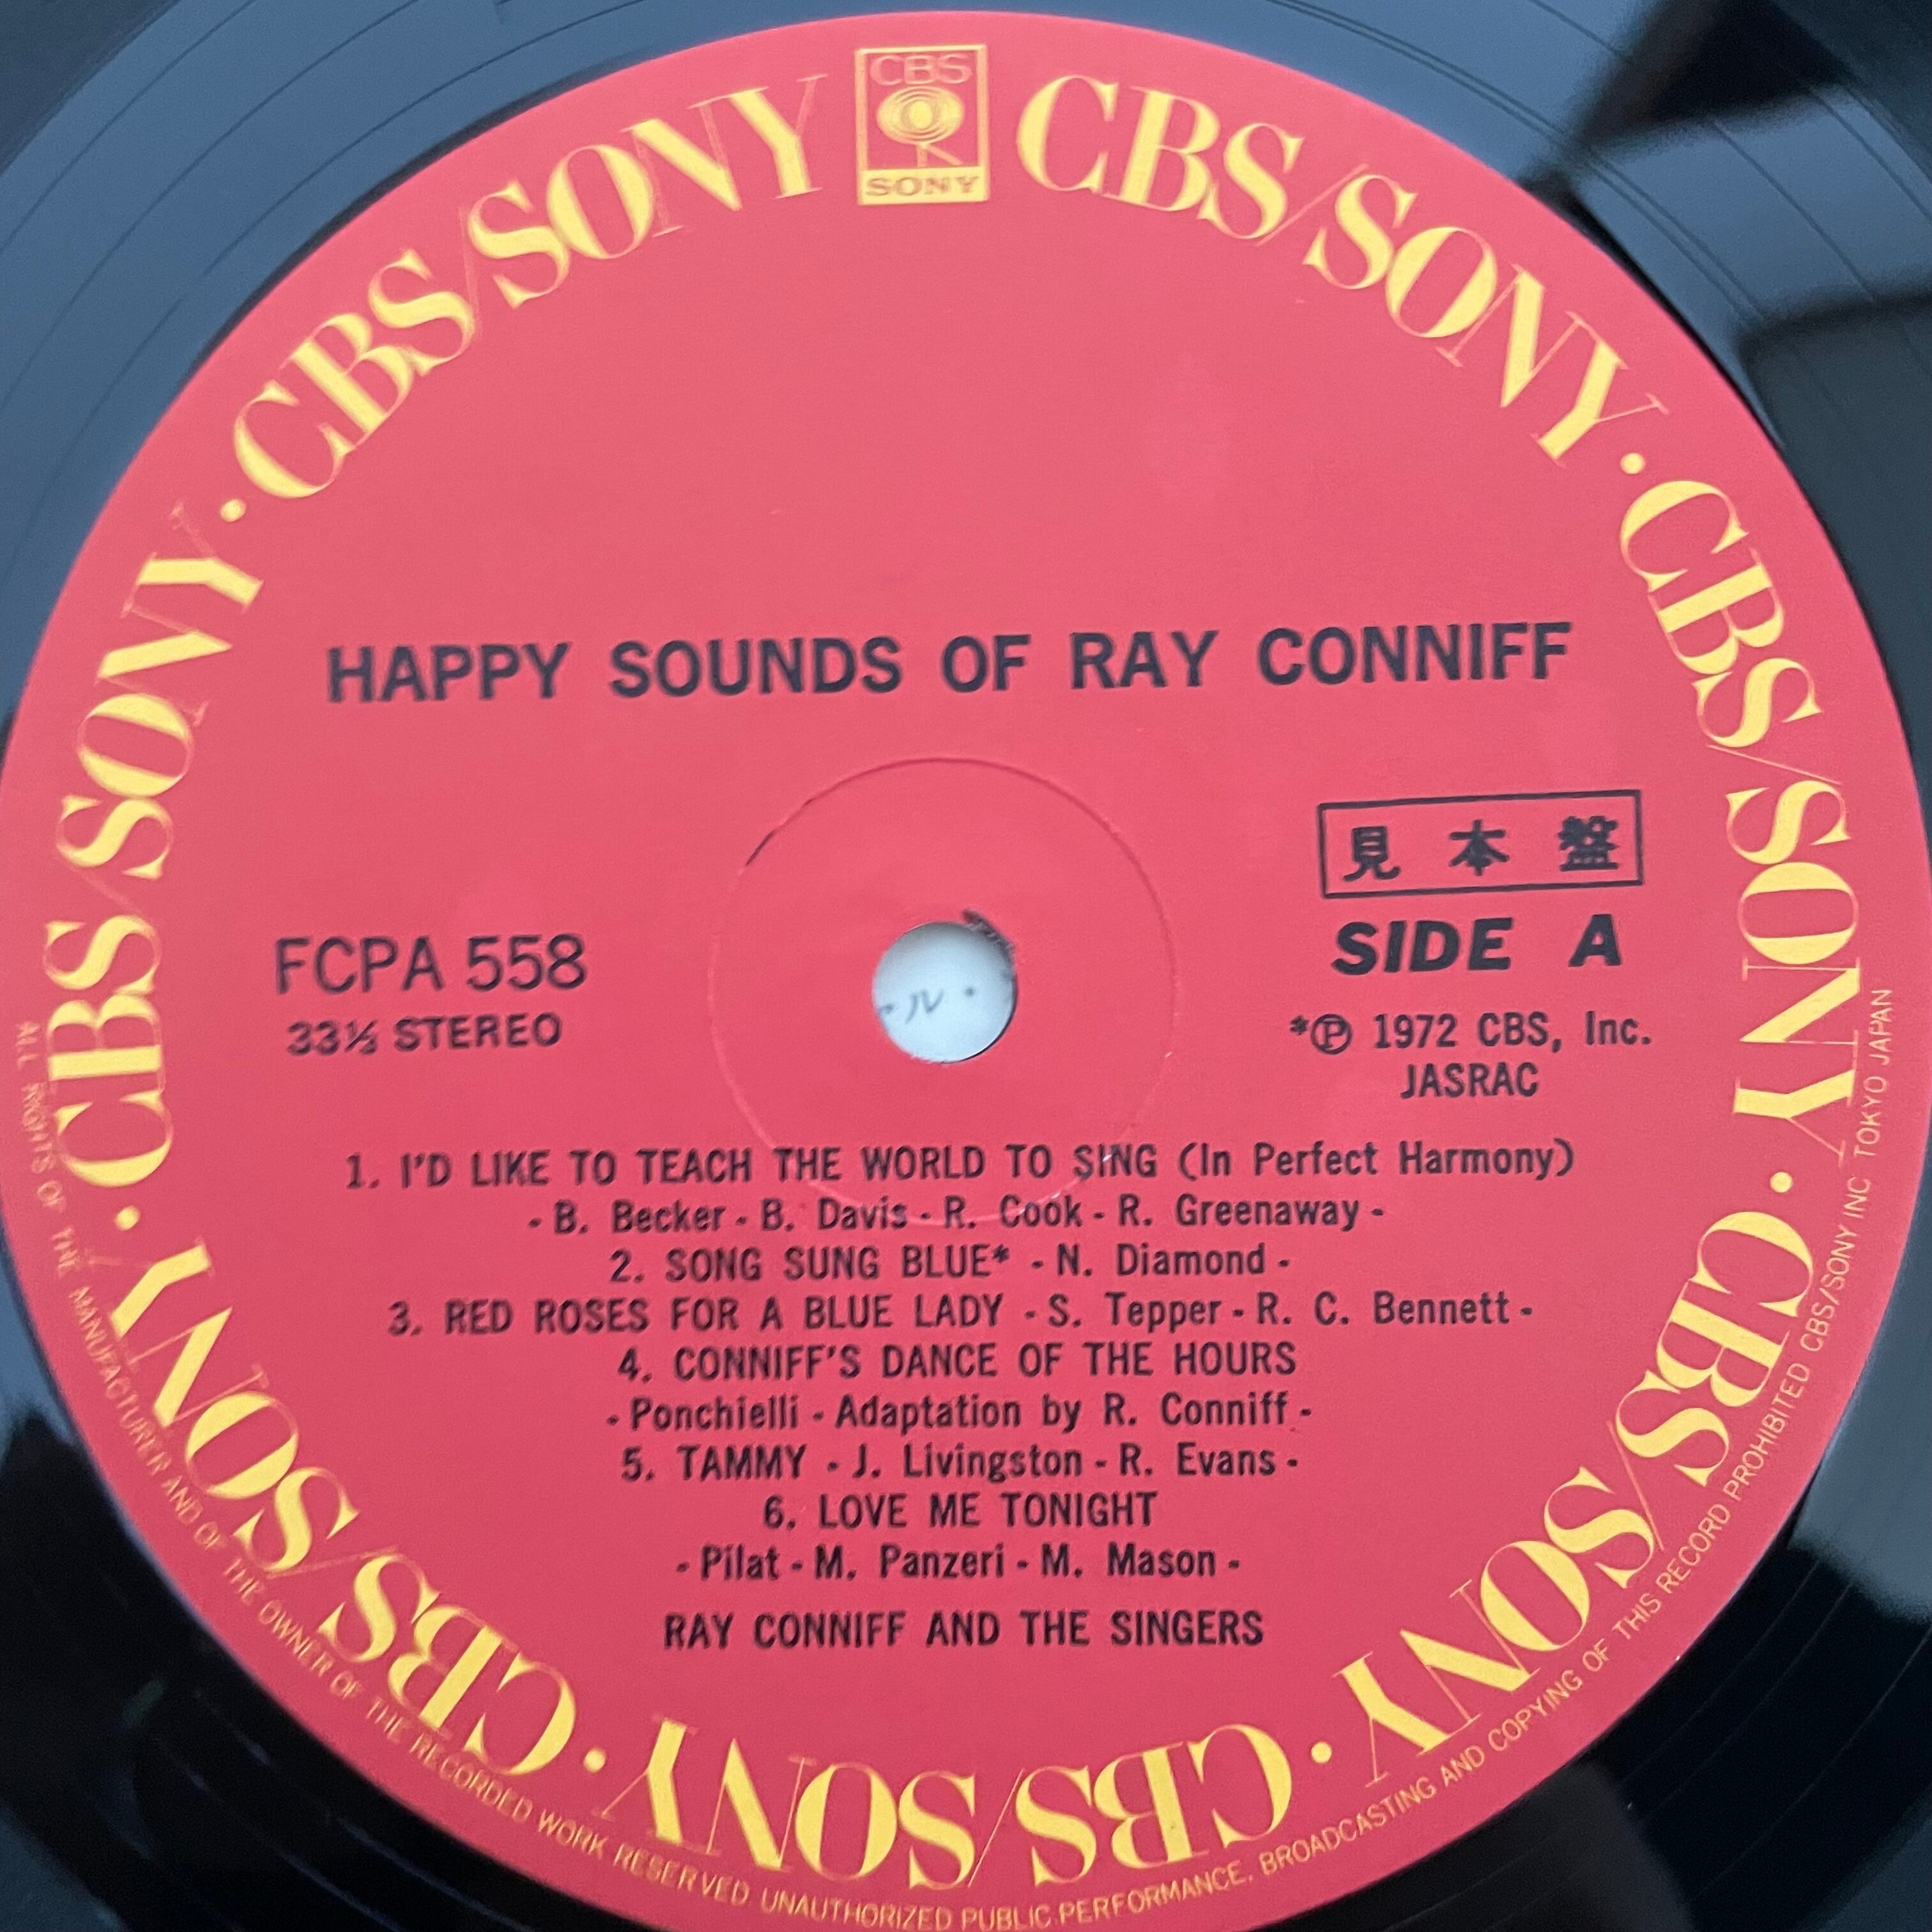 CBS
SONY
CBS/SONY · CBS/SONY · CBS/SONY · CBS/SONY · CBS/SONY · CBS/SONY · CBS/SONY
HAPPY SOUNDS OF RAY CONNIFF
見本盤
FCPA 558
SIDE A
33⅓ STEREO
*Ⓟ 1972 CBS, Inc.
JASRAC
・ル・
1. I'D LIKE TO TEACH THE WORLD TO SING (In Perfect Harmony)
- B. Becker - B. Davis - R. Cook - R. Greenaway -
2. SONG SUNG BLUE* - N. Diamond -
3. RED ROSES FOR A BLUE LADY - S. Tepper - R. C. Bennett -
4. CONNIFF'S DANCE OF THE HOURS
- Ponchielli - Adaptation by R. Conniff -
5. TAMMY - J. Livingston - R. Evans -
6. LOVE ME TONIGHT
- Pilat - M. Panzeri - M. Mason -
RAY CONNIFF AND THE SINGERS
ALL RIGHTS OF THE MANUFACTURER AND OF THE OWNER OF THE RECORDED WORK RESERVED UNAUTHORIZED PUBLIC PERFORMANCE, BROADCASTING AND COPYING OF THIS RECORD PROHIBITED CBS/SONY INC TOKYO JAPAN